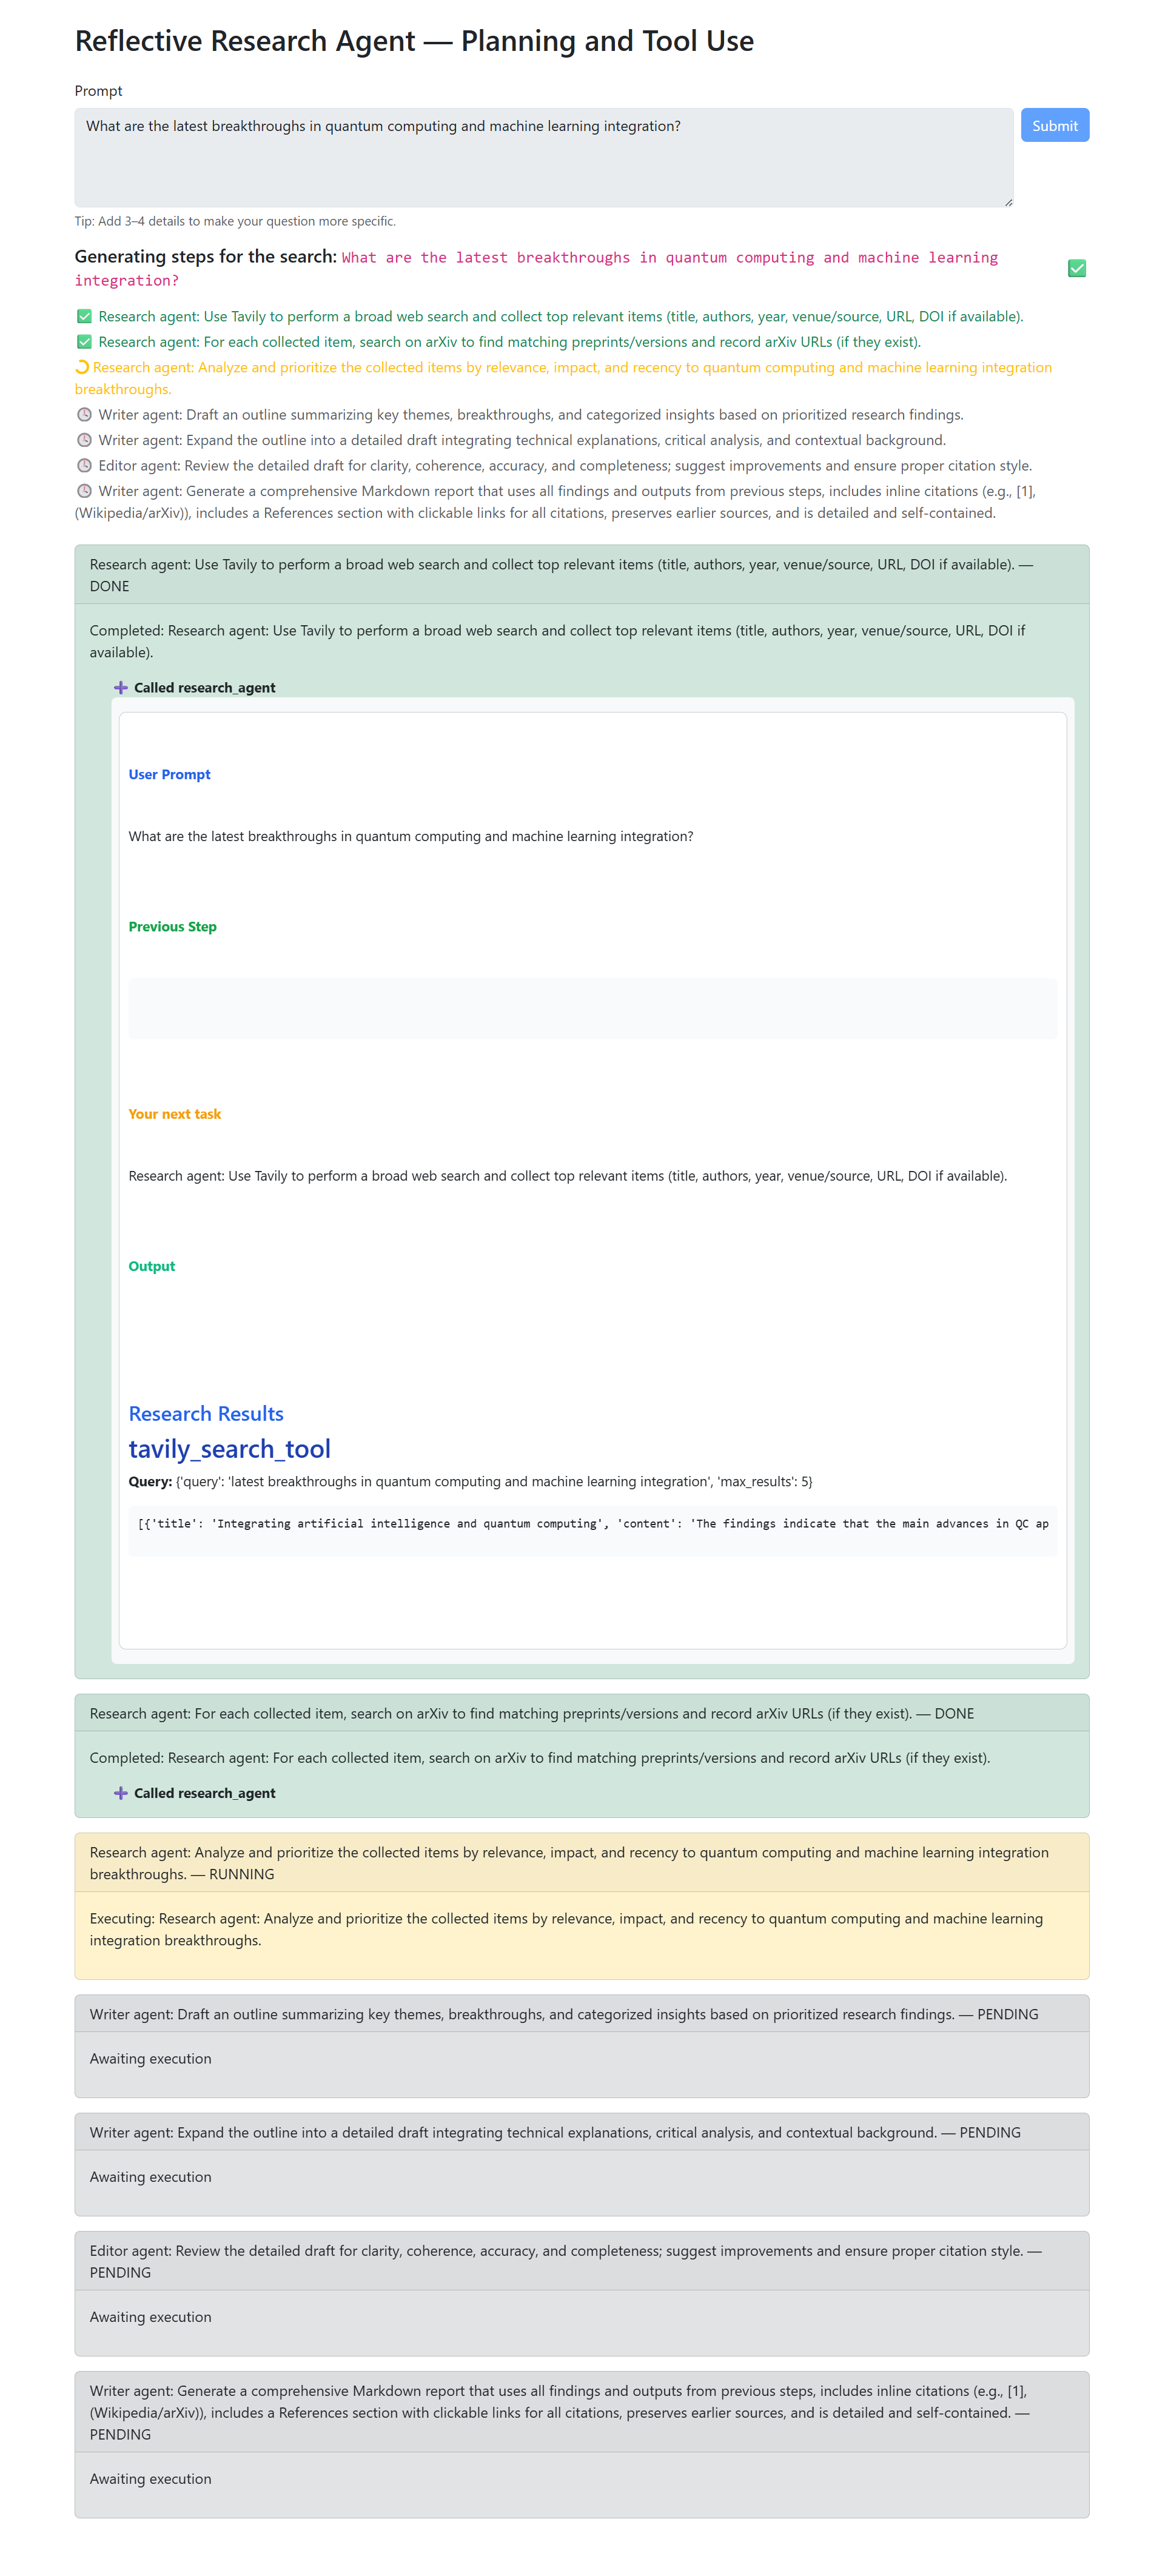 Reflective Research Agent — Planning and Tool Use
Prompt
What are the latest breakthroughs in quantum computing and machine learning integration?
Submit
Tip: Add 3–4 details to make your question more specific.
Generating steps for the search: What are the latest breakthroughs in quantum computing and machine learning
integration?
Research agent: Use Tavily to perform a broad web search and collect top relevant items (title, authors, year, venue/source, URL, DOI if available).
Research agent: For each collected item, search on arXiv to find matching preprints/versions and record arXiv URLs (if they exist).
Research agent: Analyze and prioritize the collected items by relevance, impact, and recency to quantum computing and machine learning integration
breakthroughs.
Writer agent: Draft an outline summarizing key themes, breakthroughs, and categorized insights based on prioritized research findings.
Writer agent: Expand the outline into a detailed draft integrating technical explanations, critical analysis, and contextual background.
Editor agent: Review the detailed draft for clarity, coherence, accuracy, and completeness; suggest improvements and ensure proper citation style.
Writer agent: Generate a comprehensive Markdown report that uses all findings and outputs from previous steps, includes inline citations (e.g., [1],
(Wikipedia/arXiv)), includes a References section with clickable links for all citations, preserves earlier sources, and is detailed and self-contained.
Research agent: Use Tavily to perform a broad web search and collect top relevant items (title, authors, year, venue/source, URL, DOI if available). —
DONE
Completed: Research agent: Use Tavily to perform a broad web search and collect top relevant items (title, authors, year, venue/source, URL, DOI if
available).
Called research_agent
User Prompt
What are the latest breakthroughs in quantum computing and machine learning integration?
Previous Step
Your next task
Research agent: Use Tavily to perform a broad web search and collect top relevant items (title, authors, year, venue/source, URL, DOI if available).
Output
Research Results
tavily_search_tool
Query: {'query': 'latest breakthroughs in quantum computing and machine learning integration', 'max_results': 5}
[{'title': 'Integrating artificial intelligence and quantum computing', 'content': 'The findings indicate that the main advances in QC ap
Research agent: For each collected item, search on arXiv to find matching preprints/versions and record arXiv URLs (if they exist). — DONE
Completed: Research agent: For each collected item, search on arXiv to find matching preprints/versions and record arXiv URLs (if they exist).
Called research_agent
Research agent: Analyze and prioritize the collected items by relevance, impact, and recency to quantum computing and machine learning integration
breakthroughs. — RUNNING
Executing: Research agent: Analyze and prioritize the collected items by relevance, impact, and recency to quantum computing and machine learning
integration breakthroughs.
Writer agent: Draft an outline summarizing key themes, breakthroughs, and categorized insights based on prioritized research findings. — PENDING
Awaiting execution
Writer agent: Expand the outline into a detailed draft integrating technical explanations, critical analysis, and contextual background. — PENDING
Awaiting execution
Editor agent: Review the detailed draft for clarity, coherence, accuracy, and completeness; suggest improvements and ensure proper citation style. —
PENDING
Awaiting execution
Writer agent: Generate a comprehensive Markdown report that uses all findings and outputs from previous steps, includes inline citations (e.g., [1],
(Wikipedia/arXiv)), includes a References section with clickable links for all citations, preserves earlier sources, and is detailed and self-contained. —
PENDING
Awaiting execution